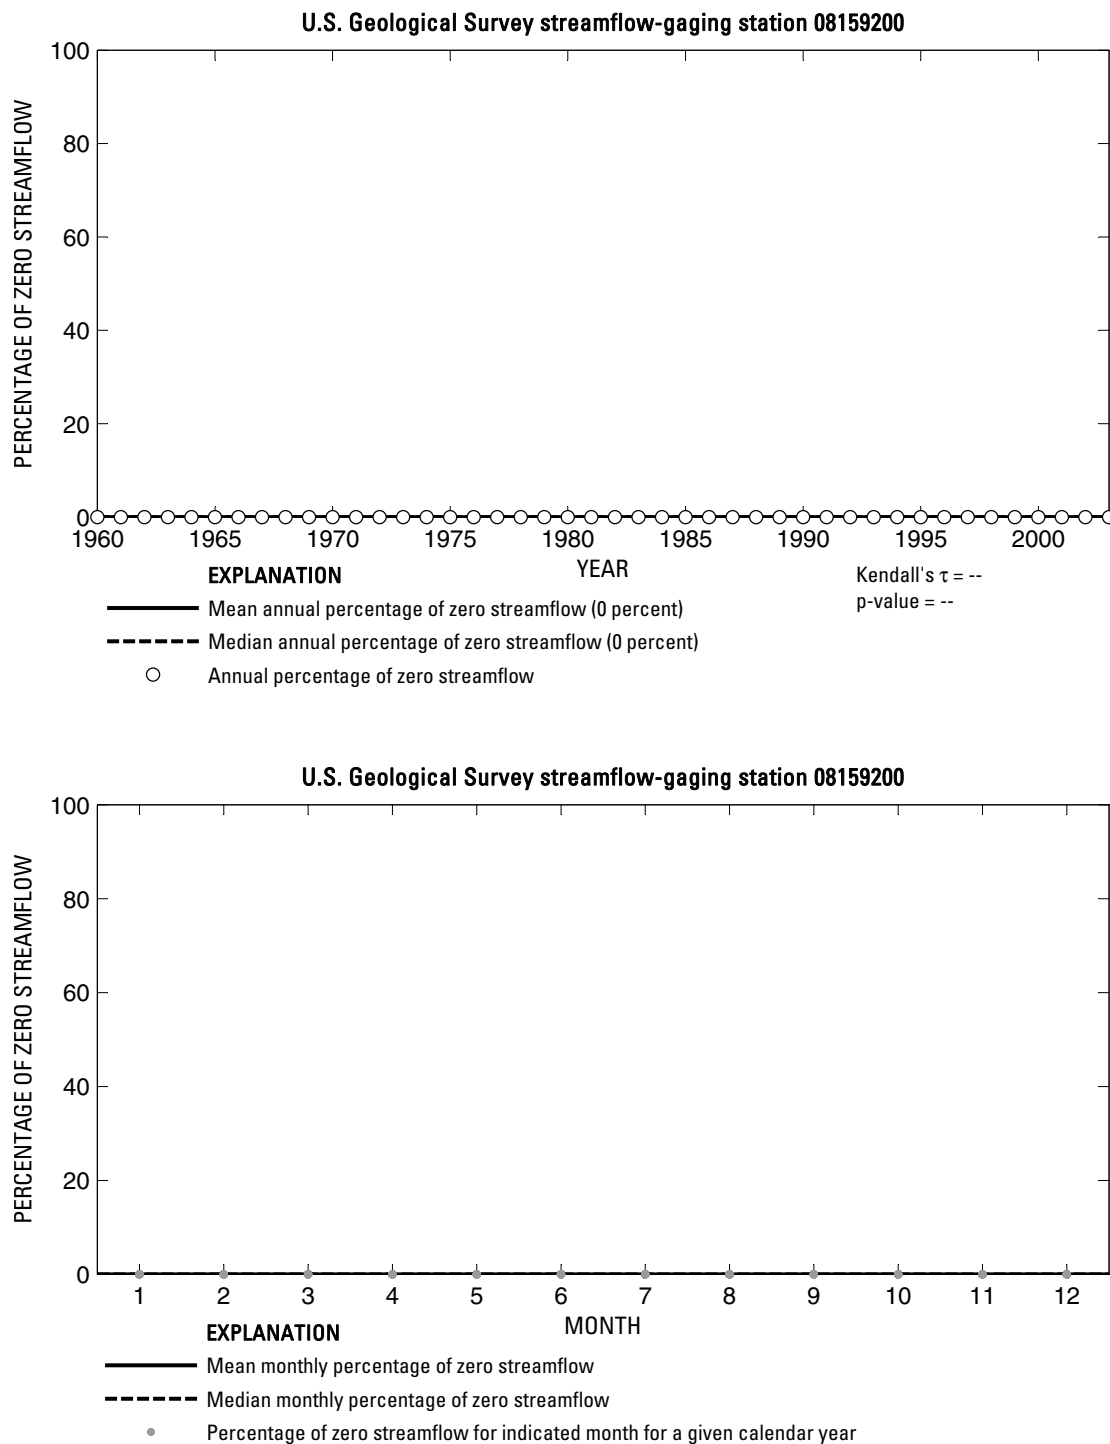 U.S. Geological Survey streamflow-gaging station 08159200
100
80
60
40
20
0
PERCENTAGE OF ZERO STREAMFLOW
1960 1965 1970 1975 1980 1985 1990 1995 2000
YEAR
EXPLANATION
Mean annual percentage of zero streamflow (0 percent)
Median annual percentage of zero streamflow (0 percent)
Annual percentage of zero streamflow
Kendall's τ = --
p-value = --
U.S. Geological Survey streamflow-gaging station 08159200
100
80
60
40
20
0
PERCENTAGE OF ZERO STREAMFLOW
1 2 3 4 5 6 7 8 9 10 11 12
MONTH
EXPLANATION
Mean monthly percentage of zero streamflow
Median monthly percentage of zero streamflow
Percentage of zero streamflow for indicated month for a given calendar year